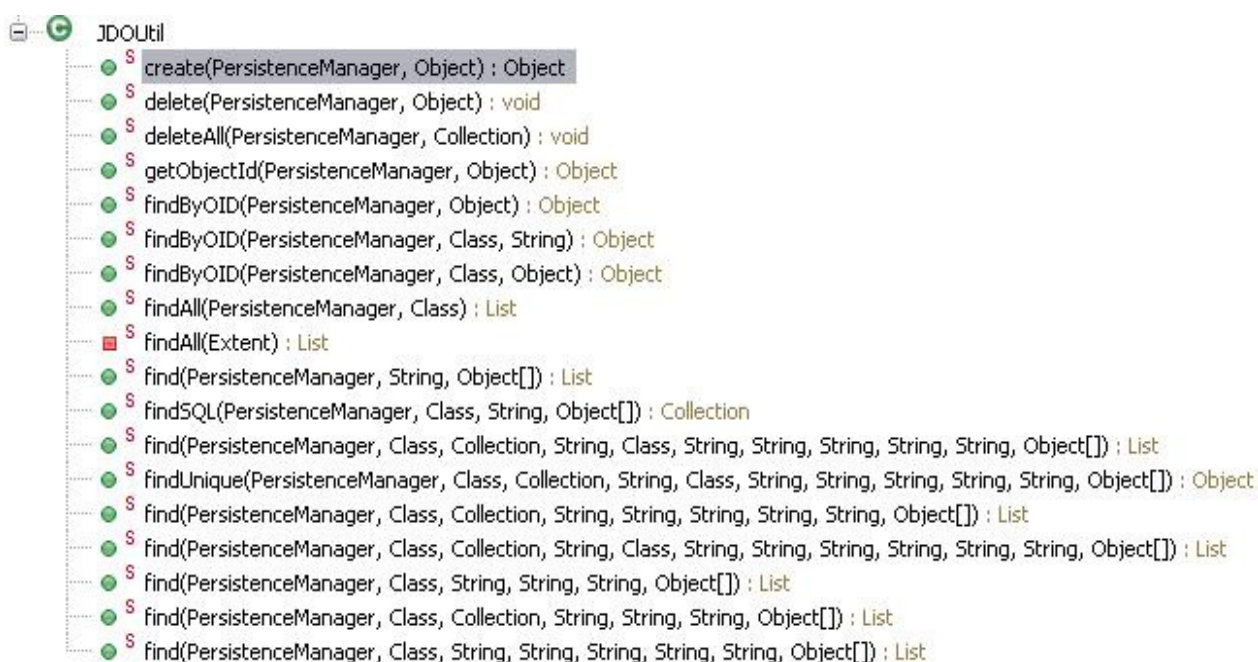 JDOUtil
S create(PersistenceManager, Object) : Object
S delete(PersistenceManager, Object) : void
S deleteAll(PersistenceManager, Collection) : void
S getObjectId(PersistenceManager, Object) : Object
S findByOID(PersistenceManager, Object) : Object
S findByOID(PersistenceManager, Class, String) : Object
S findByOID(PersistenceManager, Class, Object) : Object
S findAll(PersistenceManager, Class) : List
S findAll(Extent) : List
S find(PersistenceManager, String, Object[]) : List
S findSQL(PersistenceManager, Class, String, Object[]) : Collection
S find(PersistenceManager, Class, Collection, String, Class, String, String, String, String, String, Object[]) : List
S findUnique(PersistenceManager, Class, Collection, String, Class, String, String, String, String, String, Object[]) : Object
S find(PersistenceManager, Class, Collection, String, String, String, String, String, Object[]) : List
S find(PersistenceManager, Class, Collection, String, Class, String, String, String, String, String, String, Object[]) : List
S find(PersistenceManager, Class, String, String, String, Object[]) : List
S find(PersistenceManager, Class, Collection, String, String, String, Object[]) : List
S find(PersistenceManager, Class, String, String, String, String, String, Object[]) : List